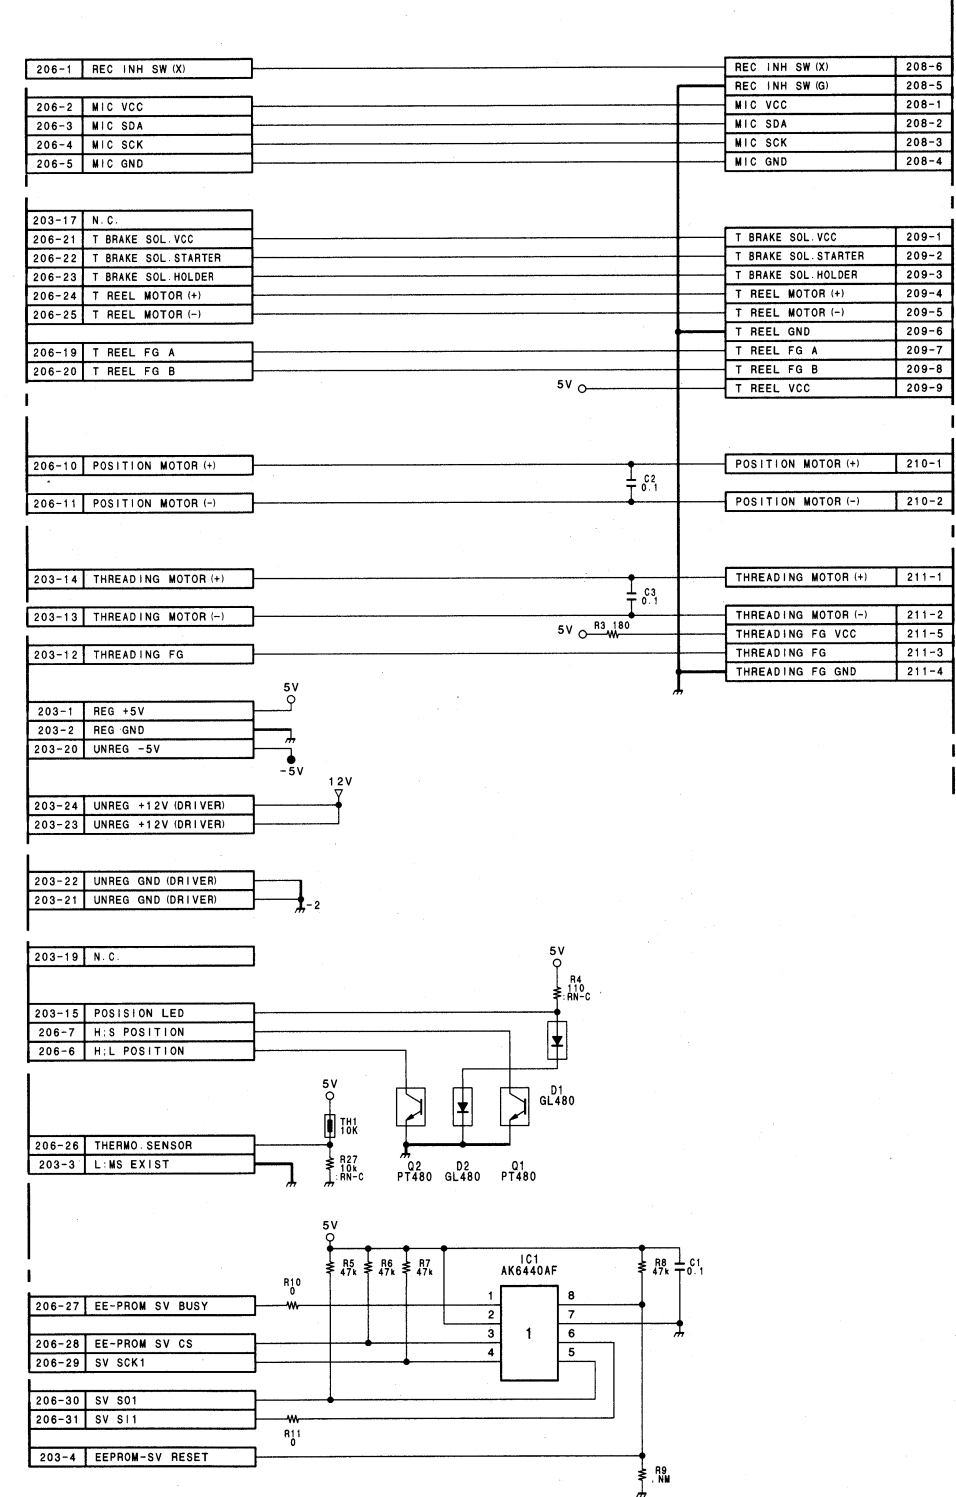 206-1 REC INH SW(X)
REC INH SW(X) 208-6
REC INH SW(G) 208-5
206-2 MIC VCC
MIC VCC 208-1
206-3 MIC SDA
MIC SDA 208-2
206-4 MIC SCK
MIC SCK 208-3
206-5 MIC GND
MIC GND 208-4
203-17 N.C.
206-21 T BRAKE SOL.VCC
T BRAKE SOL.VCC 209-1
206-22 T BRAKE SOL.STARTER
T BRAKE SOL.STARTER 209-2
206-23 T BRAKE SOL.HOLDER
T BRAKE SOL.HOLDER 209-3
206-24 T REEL MOTOR(+)
T REEL MOTOR(+) 209-4
206-25 T REEL MOTOR(-)
T REEL MOTOR(-) 209-5
T REEL GND 209-6
206-19 T REEL FG A
T REEL FG A 209-7
206-20 T REEL FG B
T REEL FG B 209-8
5V
T REEL VCC 209-9
206-10 POSITION MOTOR(+)
POSITION MOTOR(+) 210-1
C2
0.1
206-11 POSITION MOTOR(-)
POSITION MOTOR(-) 210-2
203-14 THREADING MOTOR(+)
THREADING MOTOR(+) 211-1
C3
0.1
203-13 THREADING MOTOR(-)
THREADING MOTOR(-) 211-2
5V
R3 180
THREADING FG VCC 211-5
203-12 THREADING FG
THREADING FG 211-3
THREADING FG GND 211-4
5V
203-1 REG +5V
203-2 REG GND
203-20 UNREG -5V
-5V
12V
203-24 UNREG +12V(DRIVER)
203-23 UNREG +12V(DRIVER)
203-22 UNREG GND(DRIVER)
203-21 UNREG GND(DRIVER)
-2
203-19 N.C.
5V
R4
110
:RN-C
203-15 POSISION LED
206-7 H:S POSITION
206-6 H:L POSITION
D1
GL480
5V
TH1
10K
206-26 THERMO.SENSOR
203-3 L:MS EXIST
R27
10k
:RN-C
Q2
PT480
D2
GL480
Q1
PT480
5V
R5
47k
R6
47k
R7
47k
IC1
AK6440AF
R8
47k
C1
0.1
R10
0
206-27 EE-PROM SV BUSY
1
2
3
4
1
8
7
6
5
206-28 EE-PROM SV CS
206-29 SV SCK1
206-30 SV SO1
206-31 SV SI1
R11
0
203-4 EEPROM-SV RESET
R9
.NM